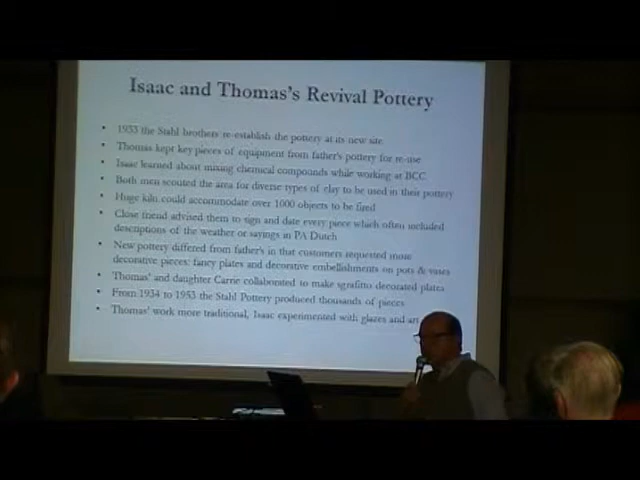 Isaac and Thomas's Revival Pottery
• 1933 the Stahl brothers re-establish the pottery at its new site
• Thomas kept key pieces of equipment from father's pottery for re-use
• Isaac learned about mixing chemical compounds while working at BCC
• Both men scouted the area for diverse types of clay to be used in their pottery
• Huge kiln could accommodate over 1000 objects to be fired
• Close friend advised them to sign and date every piece which often included
descriptions of the weather or sayings in PA Dutch
• New pottery differed from father's in that customers requested more
decorative pieces: fancy plates and decorative embellishments on pots & vases
• Thomas' and daughter Carrie collaborated to make sgrafitto decorated plates
• From 1934 to 1953 the Stahl Pottery produced thousands of pieces
• Thomas' work more traditional, Isaac experimented with glazes and art